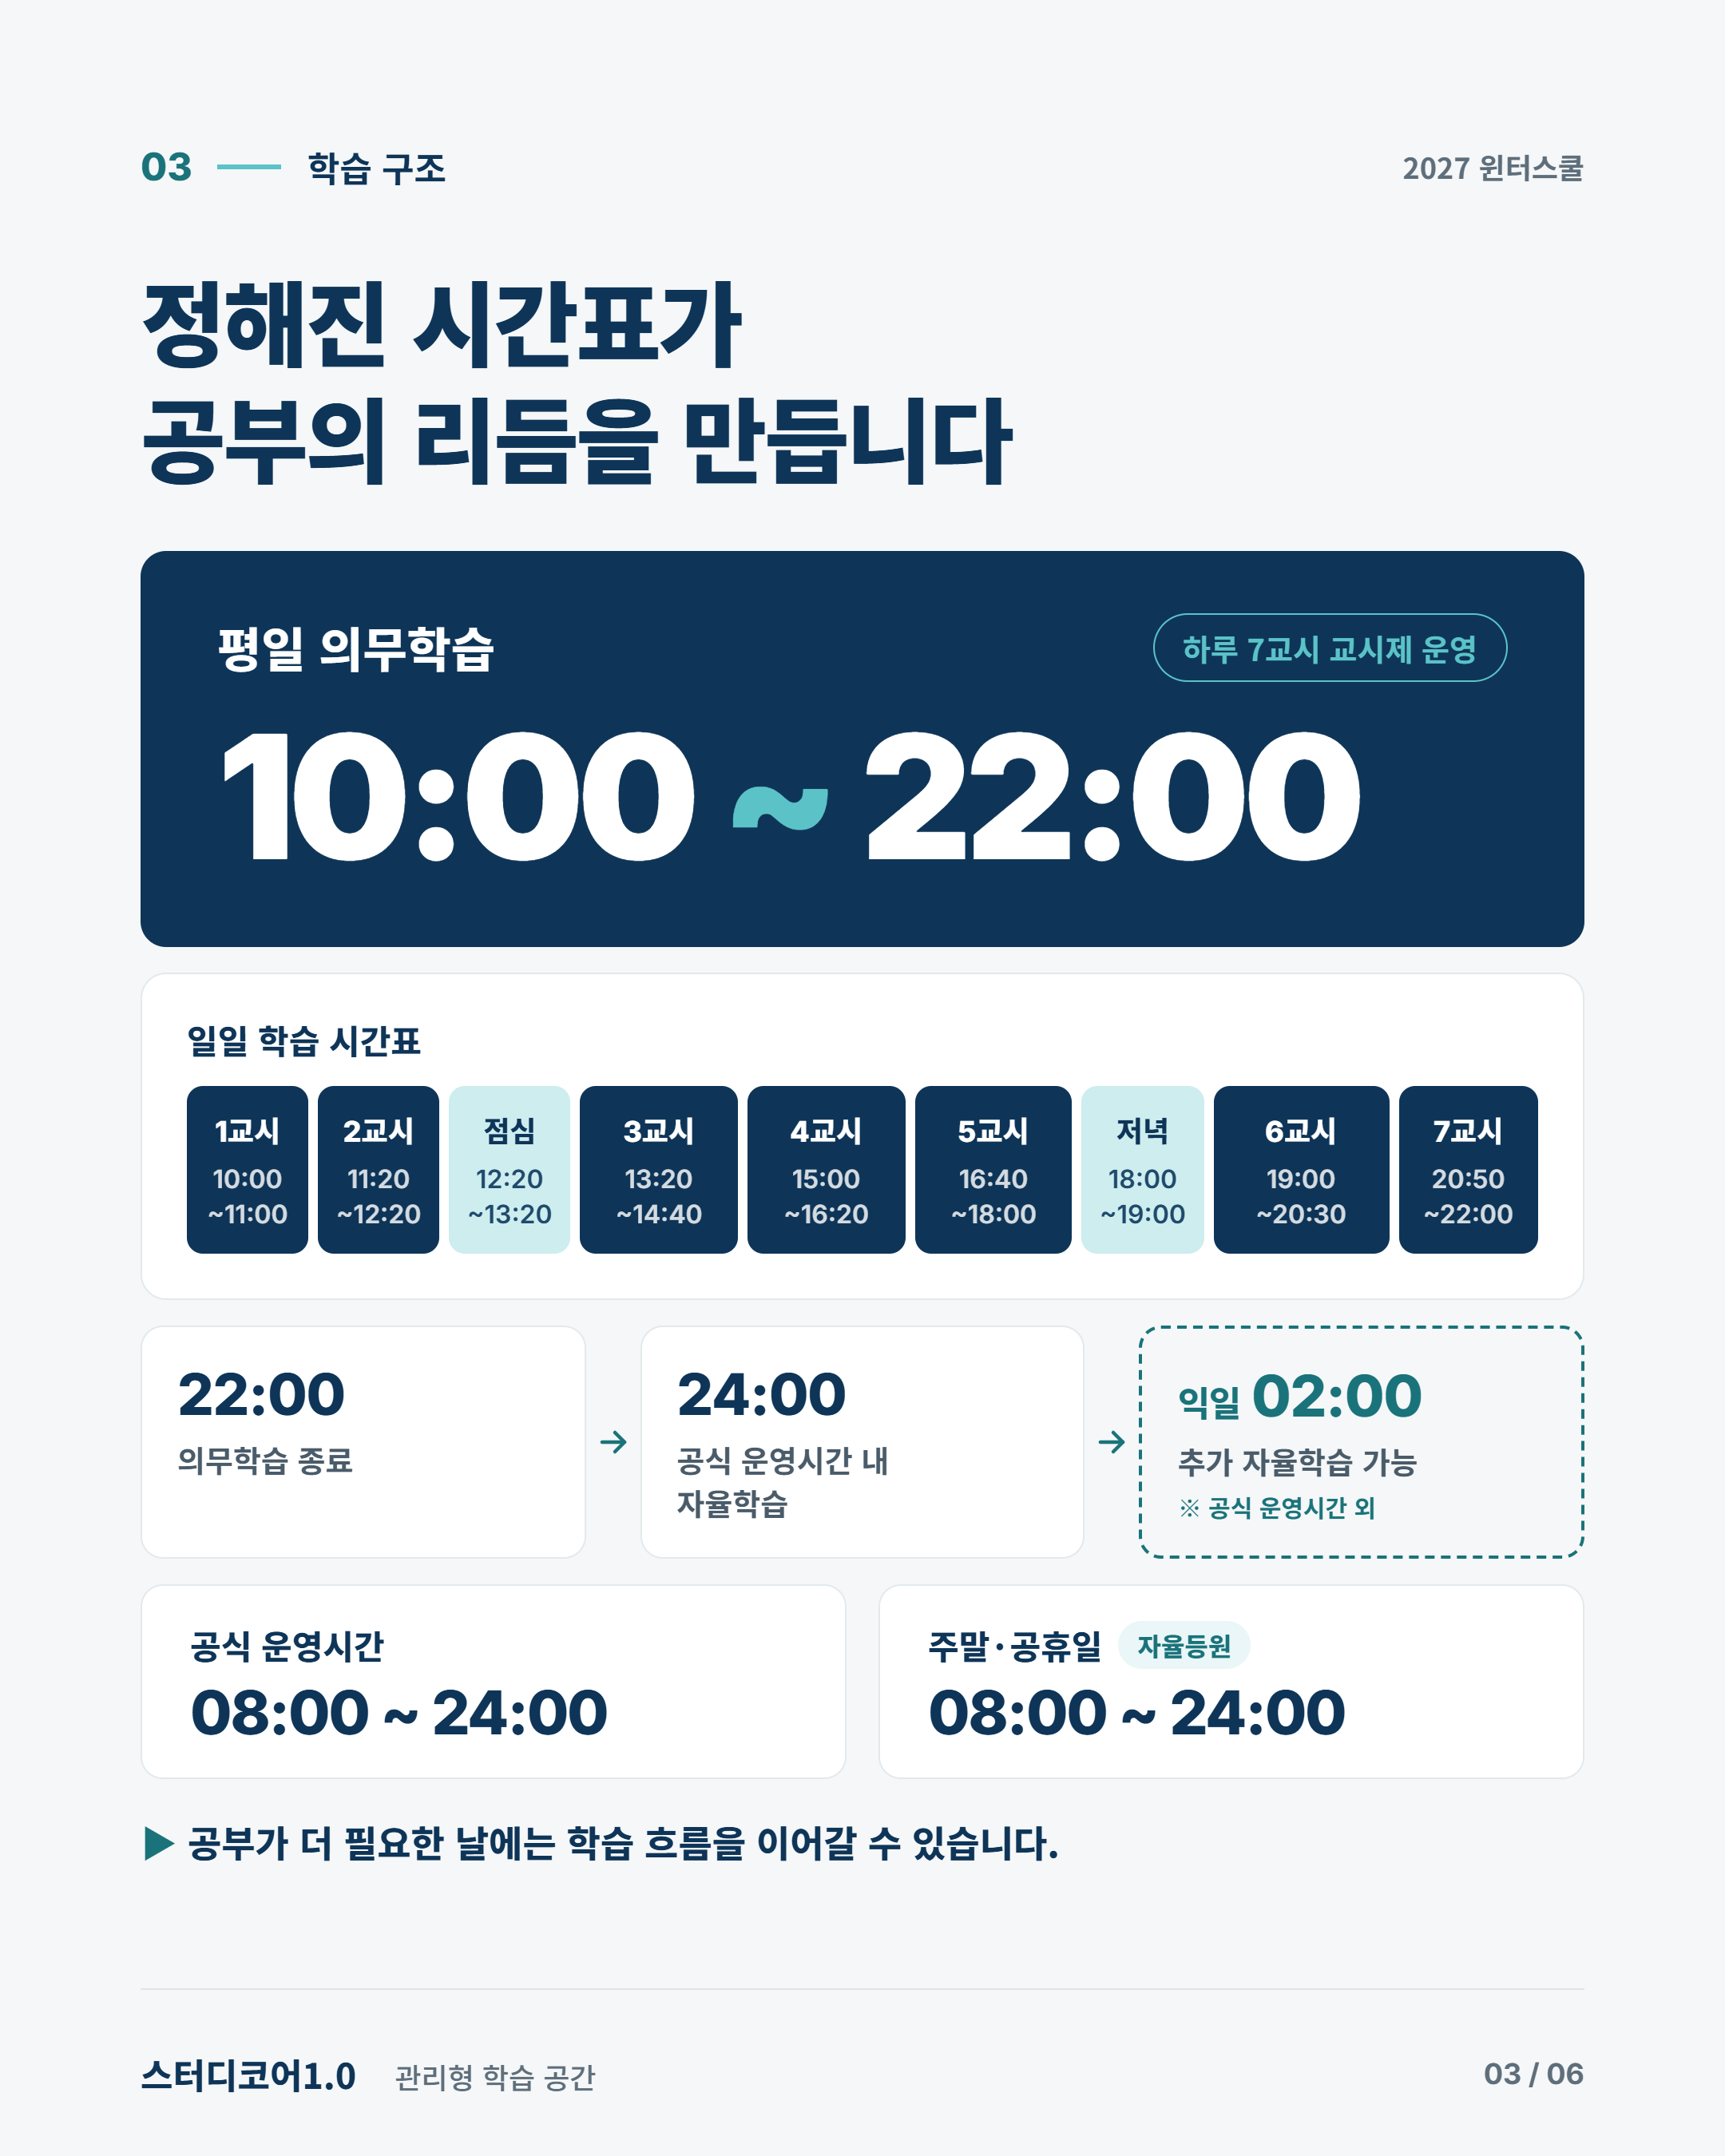 03 — 학습 구조
2027 윈터스쿨
정해진 시간표가
공부의 리듬을 만듭니다
평일 의무학습
하루 7교시 교시제 운영
10:00 ~ 22:00
일일 학습 시간표
1교시
10:00
~11:00
2교시
11:20
~12:20
점심
12:20
~13:20
3교시
13:20
~14:40
4교시
15:00
~16:20
5교시
16:40
~18:00
저녁
18:00
~19:00
6교시
19:00
~20:30
7교시
20:50
~22:00
22:00
의무학습 종료
→
24:00
공식 운영시간 내
자율학습
→
익일 02:00
추가 자율학습 가능
※ 공식 운영시간 외
공식 운영시간
08:00 ~ 24:00
주말·공휴일 자율등원
08:00 ~ 24:00
▶ 공부가 더 필요한 날에는 학습 흐름을 이어갈 수 있습니다.
스터디코어1.0 관리형 학습 공간
03 / 06